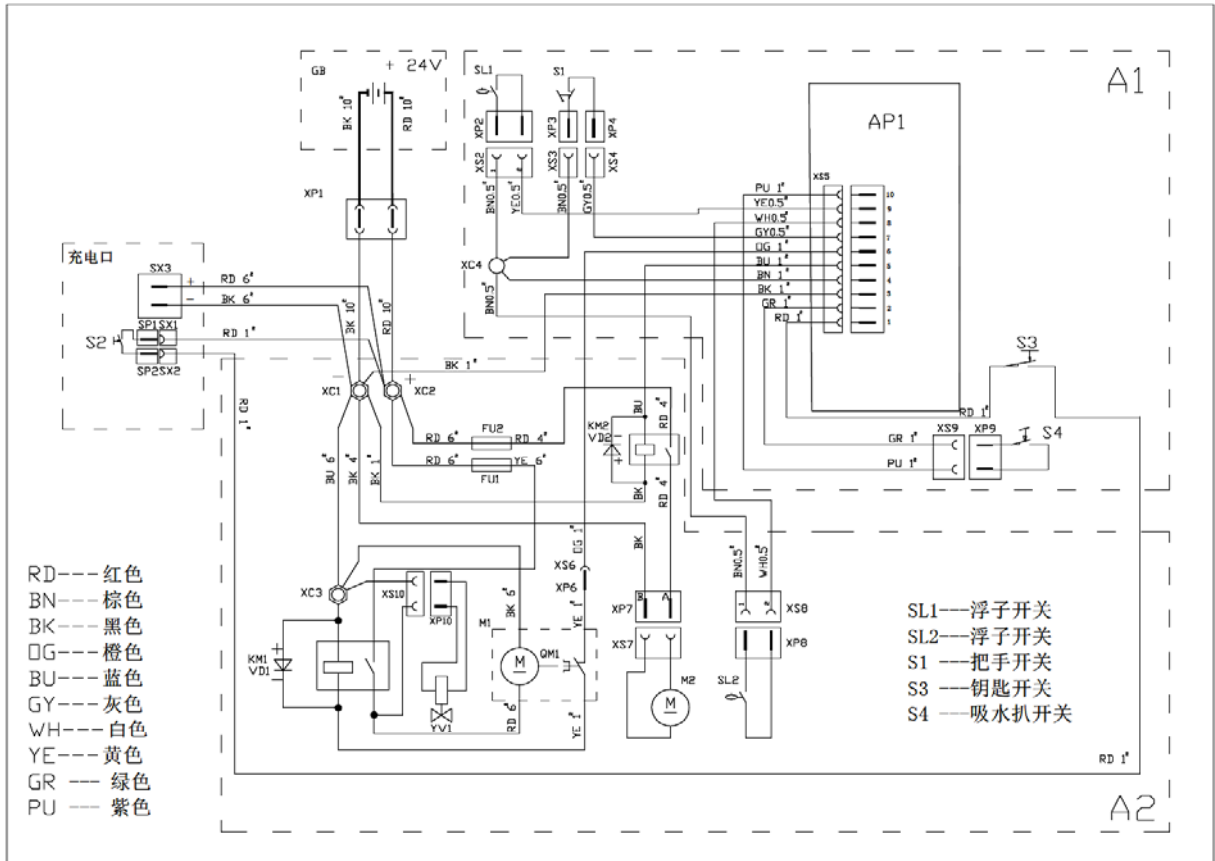 GB
+ 24V
BK 10"
RD 10"
XP1
SL1
S1
A1
AP1
XP2
XP3
XP4
XS2
1
2
XS3
XS4
BN0.5"
YE0.5"
BN0.5"
GY0.5"
XC4
BN0.5"
XS5
PU 1"
YE0.5"
WH0.5"
GY0.5"
OG 1"
BU 1"
BN 1"
BK 1"
GR 1"
RD 1"
10
9
8
7
6
5
4
3
2
1
充电口
SX3
+
-
RD 6"
BK 6"
SP1SX1
RD 1"
S2
SP2SX2
RD 1"
BK 10"
RD 10"
BK 1"
XC1
-
+
XC2
S3
RD 1"
XS9
XP9
GR 1"
PU 1"
S4
RD 6"
FU2
RD 4"
RD 6"
FU1
YE 6"
BU
RD 4"
KM2
VD2
-
+
BK
RD 4"
BU 6"
BK 4"
BK 1"
OG 1"
XS6
XP6
YE 1"
BK
BN0.5"
WH0.5"
XC3
XS10
XP10
BK 6"
M1
M
QM1
RD 6
YE 1"
KM1
VD1
+
YV1
XP7
B
A
XS7
M2
M
1
2
XS8
XP8
SL2
RD 1"
A2
RD---红色
BN---棕色
BK---黑色
OG---橙色
BU---蓝色
GY---灰色
WH---白色
YE---黄色
GR --- 绿色
PU --- 紫色
SL1---浮子开关
SL2---浮子开关
S1 ---把手开关
S3 ---钥匙开关
S4 ---吸水扒开关